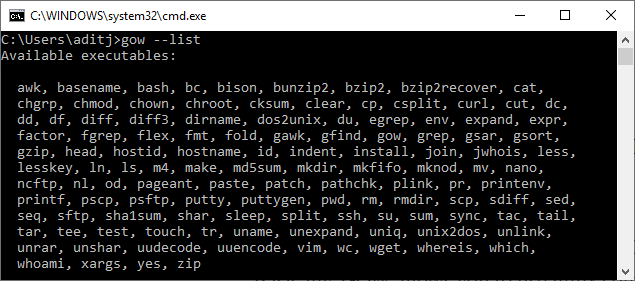 C:\WINDOWS\system32\cmd.exe
C:\Users\aditj>gow --list
Available executables:
awk, basename, bash, bc, bison, bunzip2, bzip2, bzip2recover, cat,
chgrp, chmod, chown, chroot, cksum, clear, cp, csplit, curl, cut, dc,
dd, df, diff, diff3, dirname, dos2unix, du, egrep, env, expand, expr,
factor, fgrep, flex, fmt, fold, gawk, gfind, gow, grep, gsar, gsort,
gzip, head, hostid, hostname, id, indent, install, join, jwhois, less,
lesskey, ln, ls, m4, make, md5sum, mkdir, mkfifo, mknod, mv, nano,
ncftp, nl, od, pageant, paste, patch, pathchk, plink, pr, printenv,
printf, pscp, psftp, putty, puttygen, pwd, rm, rmdir, scp, sdiff, sed,
seq, sftp, sha1sum, shar, sleep, split, ssh, su, sum, sync, tac, tail,
tar, tee, test, touch, tr, uname, unexpand, uniq, unix2dos, unlink,
unrar, unshar, uudecode, uuencode, vim, wc, wget, whereis, which,
whoami, xargs, yes, zip